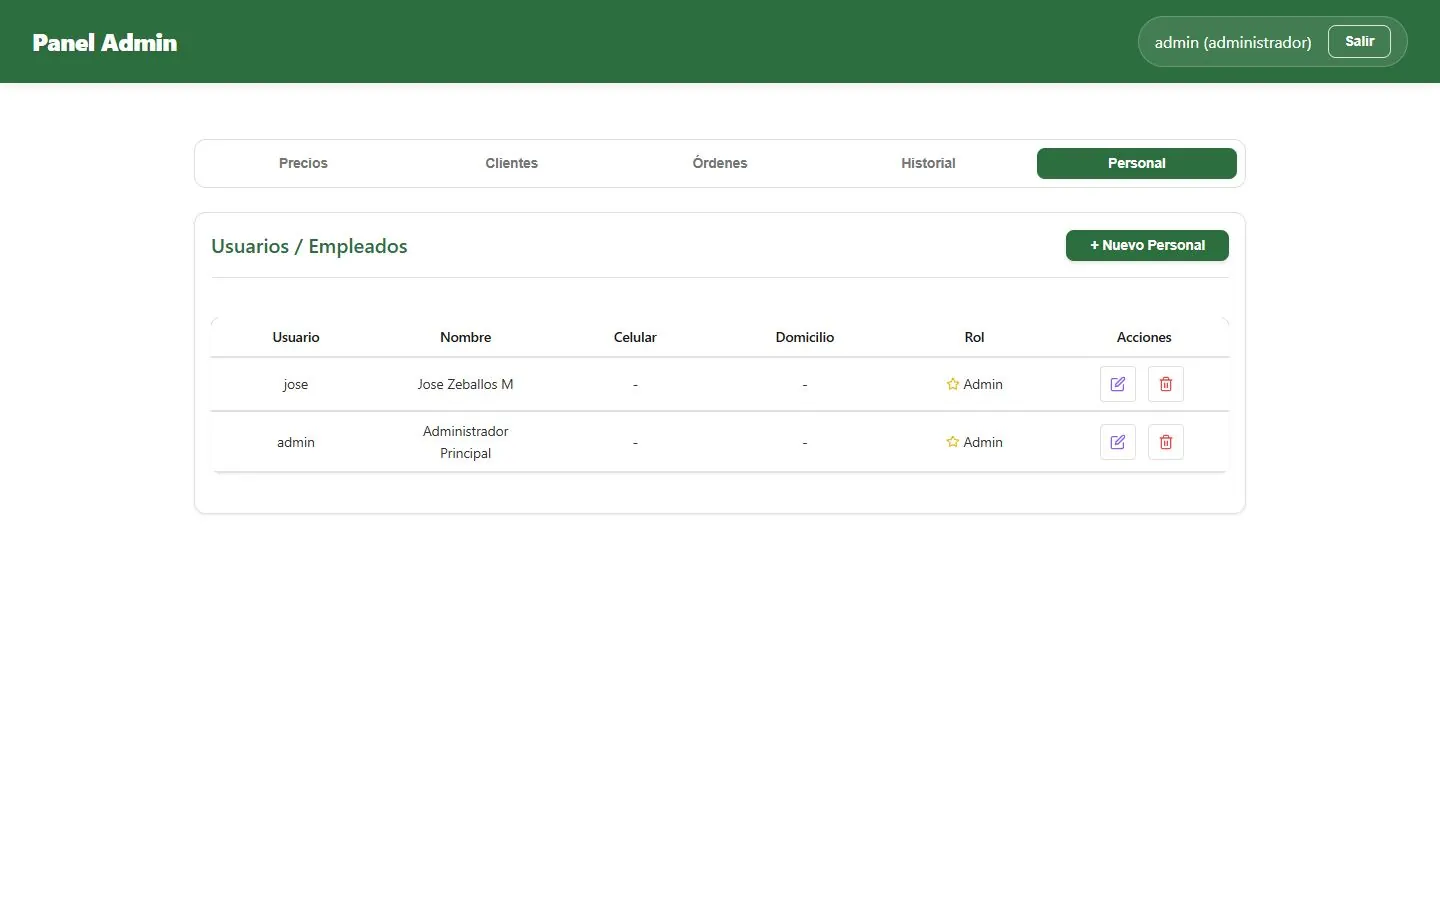 Panel Admin
admin (administrador)
Salir
Precios
Clientes
Órdenes
Historial
Personal
Usuarios / Empleados
+ Nuevo Personal
Usuario Nombre Celular Domicilio Rol Acciones
jose Jose Zeballos M - - Admin
admin Administrador Principal - - Admin